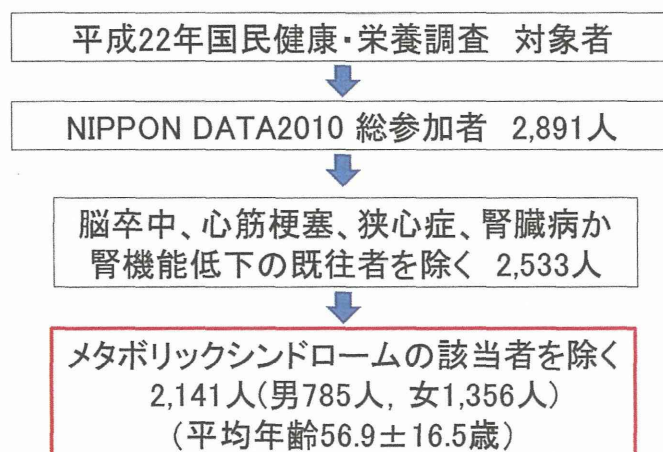 平成22年国民健康・栄養調査 対象者
NIPPON DATA2010 総参加者 2,891人
脳卒中、心筋梗塞、狭心症、腎臓病か
腎機能低下の既往者を除く 2,533人
メタボリックシンドロームの該当者を除く
2,141人(男785人, 女1,356人)
(平均年齢56.9±16.5歳)